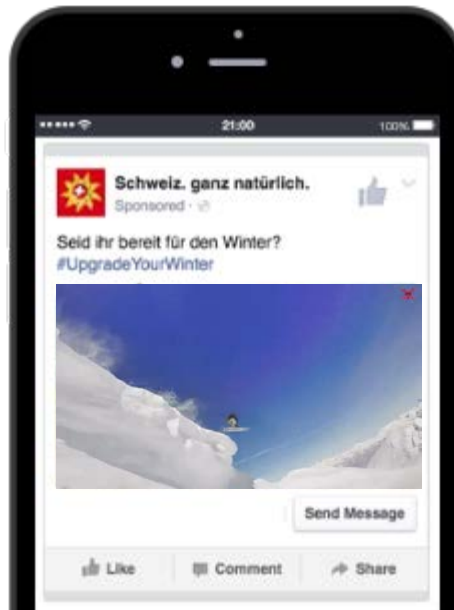 21:00
100%
Schweiz. ganz natürlich.
Sponsored ·
Seid ihr bereit für den Winter?
#UpgradeYourWinter
Send Message
Like
Comment
Share